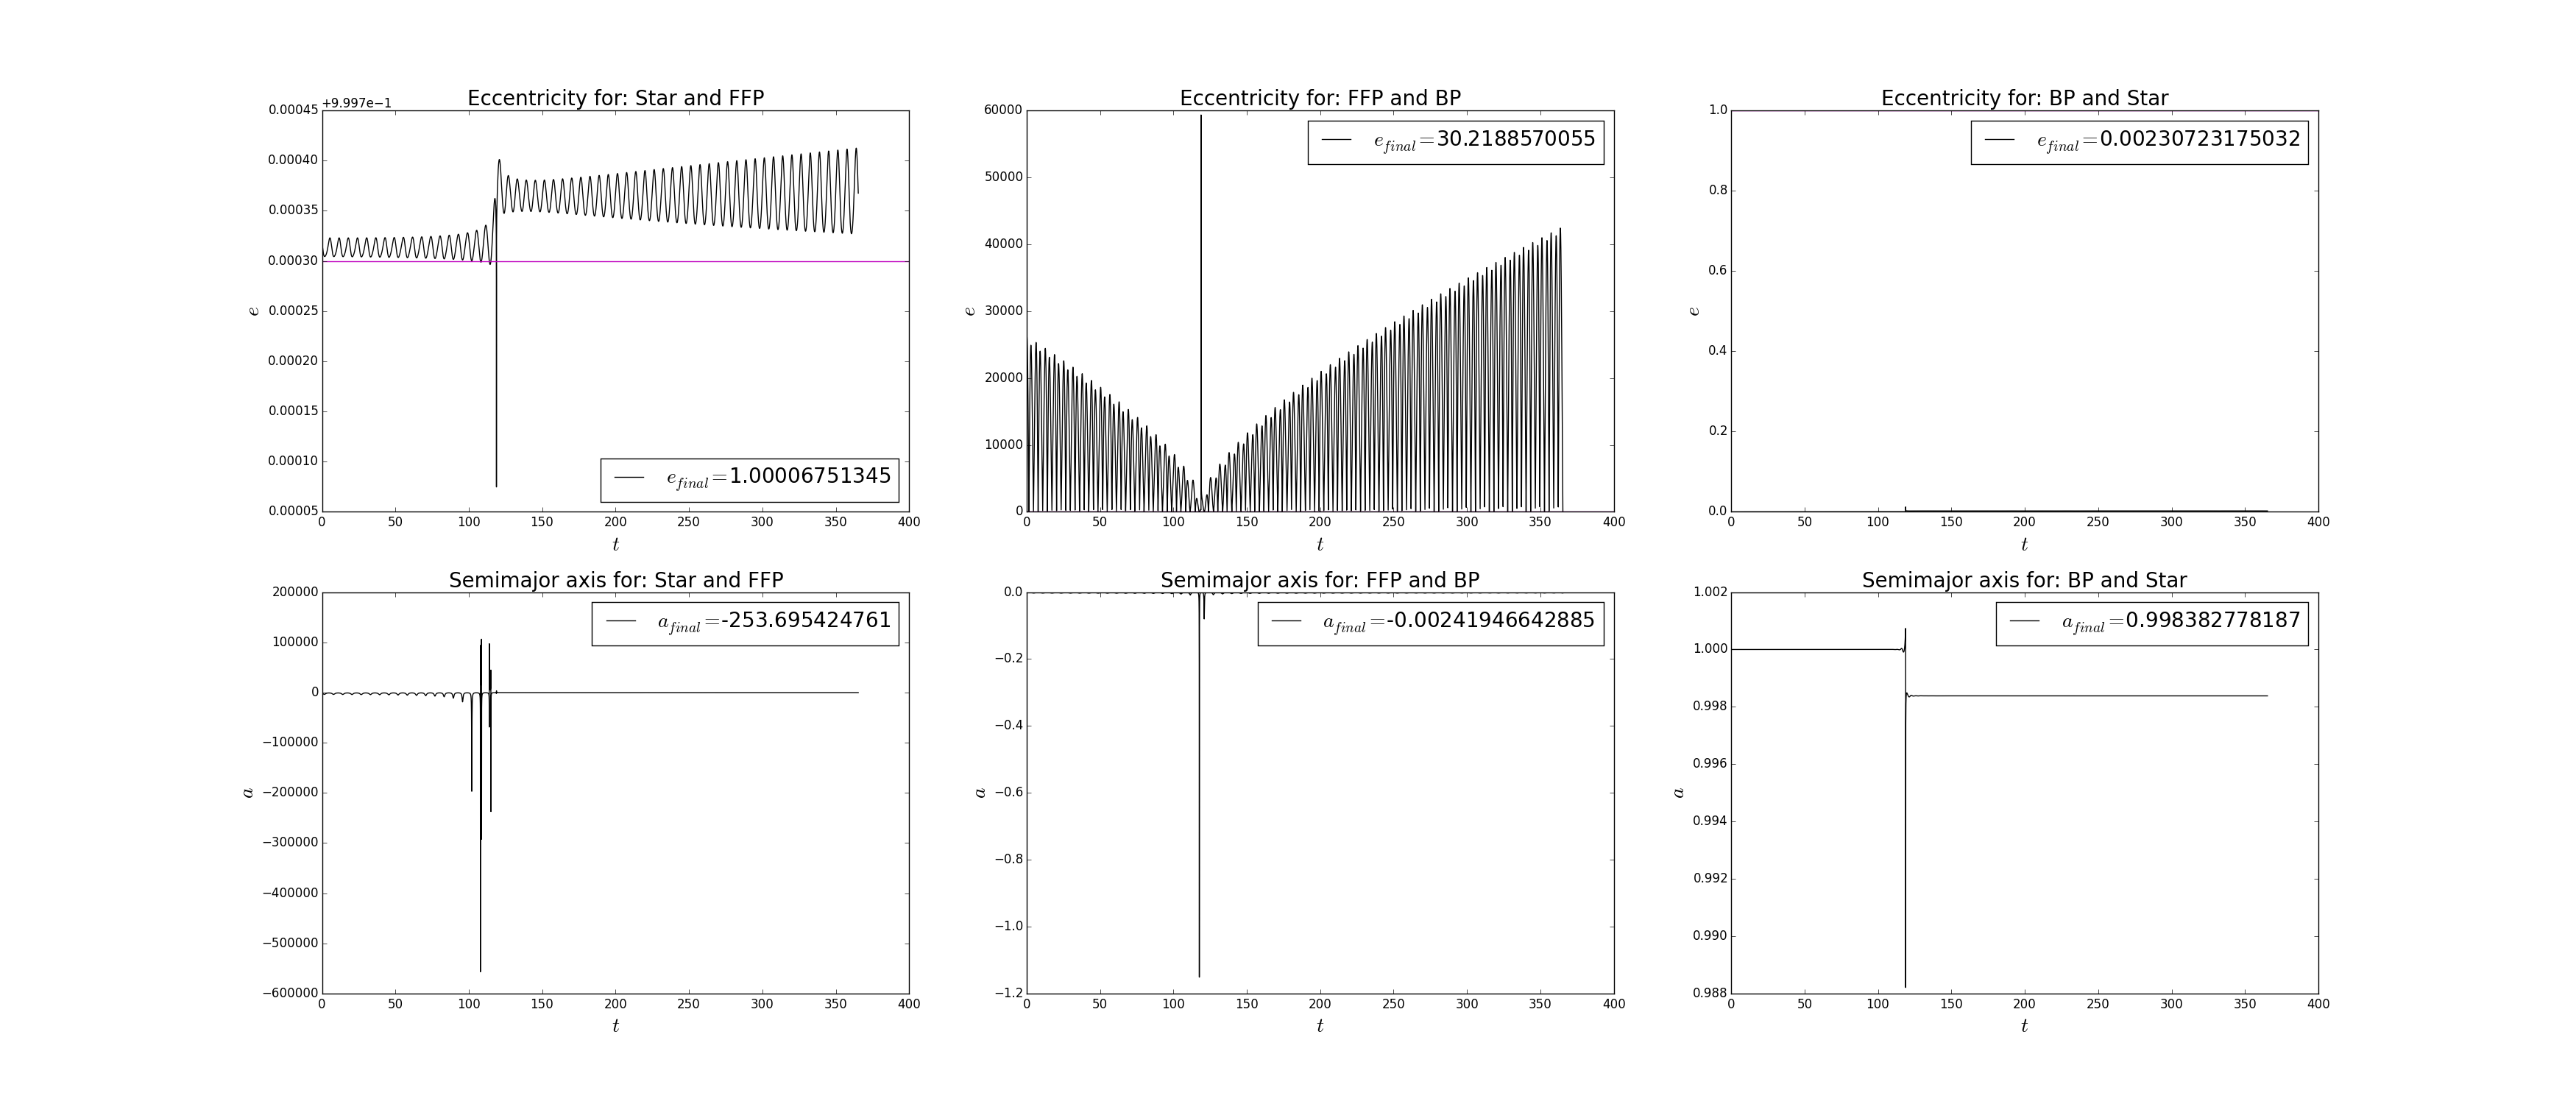 Eccentricity for: Star and FFP
+9.997e−1
0.00045
0.00040
0.00035
0.00030
0.00025
0.00020
0.00015
0.00010
0.00005
e
e_final=1.00006751345
0 50 100 150 200 250 300 350 400
t
Eccentricity for: FFP and BP
60000
50000
40000
30000
20000
10000
0
e
e_final=30.2188570055
0 50 100 150 200 250 300 350 400
t
Eccentricity for: BP and Star
1.0
0.8
0.6
0.4
0.2
0.0
e
e_final=0.00230723175032
0 50 100 150 200 250 300 350 400
t
Semimajor axis for: Star and FFP
200000
100000
0
−100000
−200000
−300000
−400000
−500000
−600000
a
a_final=-253.695424761
0 50 100 150 200 250 300 350 400
t
Semimajor axis for: FFP and BP
0.0
−0.2
−0.4
−0.6
−0.8
−1.0
−1.2
a
a_final=-0.00241946642885
0 50 100 150 200 250 300 350 400
t
Semimajor axis for: BP and Star
1.002
1.000
0.998
0.996
0.994
0.992
0.990
0.988
a
a_final=0.998382778187
0 50 100 150 200 250 300 350 400
t